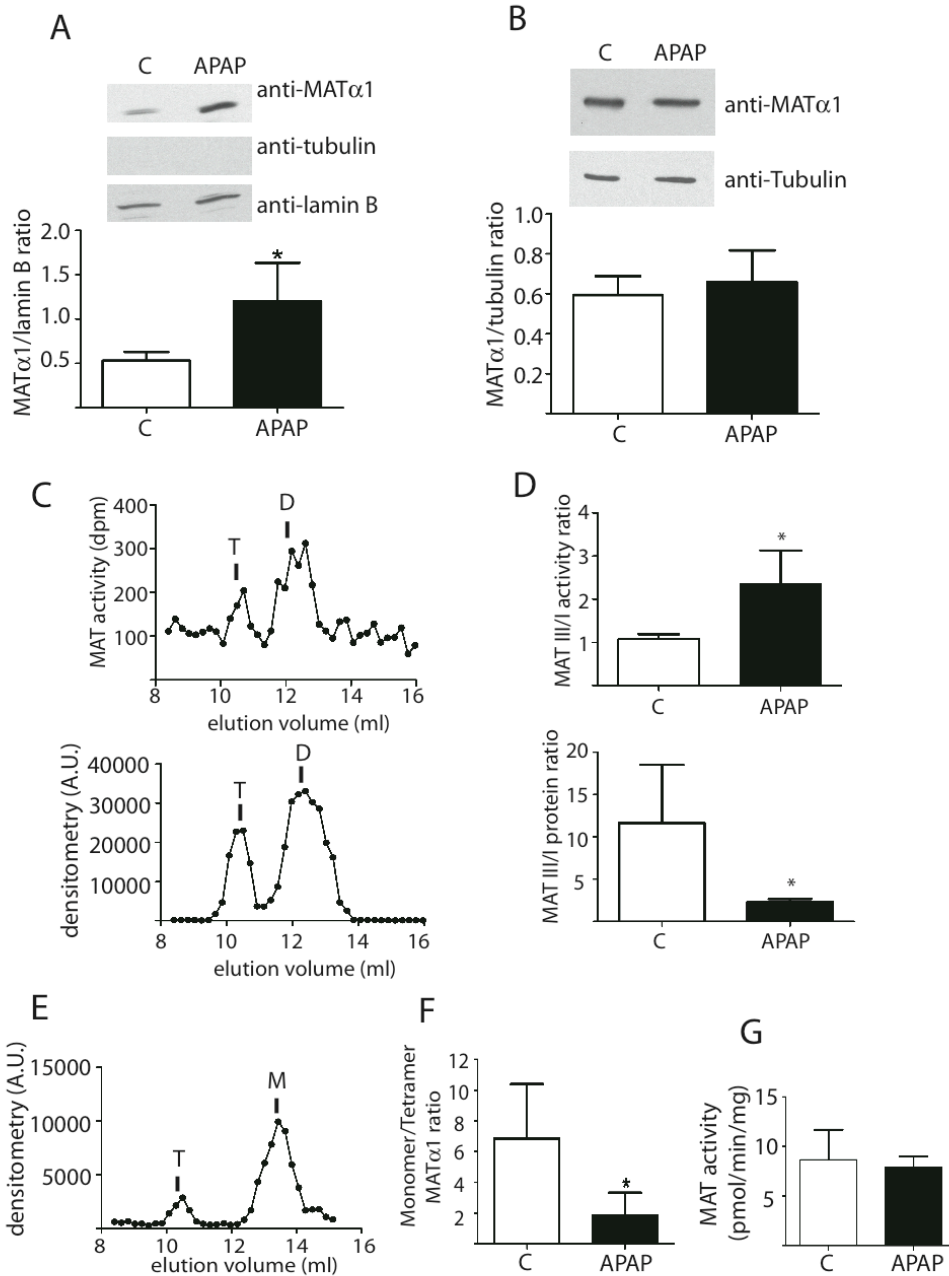 A
C APAP
anti-MATα1
anti-tubulin
anti-lamin B
MATα1/lamin B ratio
2.0
1.5
1.0
0.5
*
C APAP
B
C APAP
anti-MATα1
anti-Tubulin
MATα1/tubulin ratio
1.0
0.8
0.6
0.4
0.2
C APAP
C
MAT activity (dpm)
400
300
200
100
T D
8 10 12 14 16
elution volume (ml)
densitometry (A.U.)
40000
30000
20000
10000
T D
8 10 12 14 16
elution volume (ml)
D
MAT III/I activity ratio
4
3
2
1
*
C APAP
MAT III/I protein ratio
20
15
10
5
*
C APAP
E
densitometry (A.U.)
15000
10000
5000
T M
8 10 12 14 16
elution volume (ml)
F
Monomer/Tetramer
MATα1 ratio
12
10
8
6
4
2
*
C APAP
G
MAT activity
(pmol/min/mg)
15
10
5
C APAP